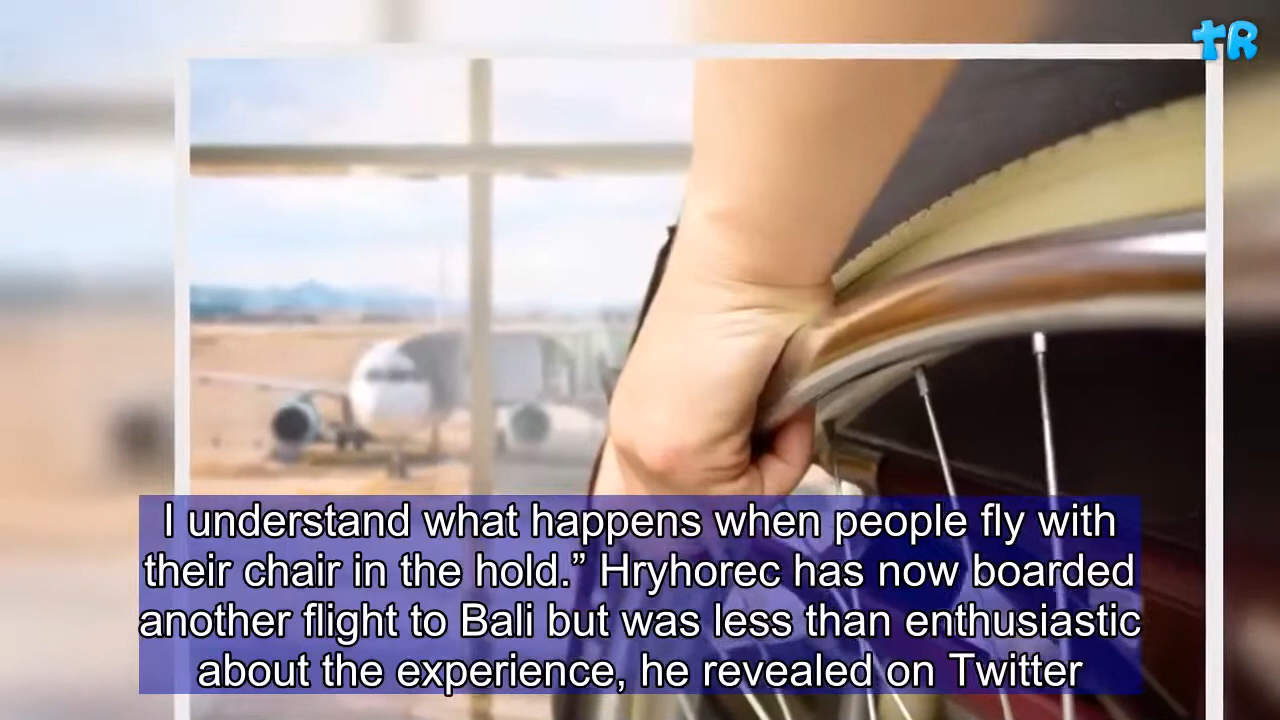 tR
I understand what happens when people fly with
their chair in the hold.” Hryhorec has now boarded
another flight to Bali but was less than enthusiastic
about the experience, he revealed on Twitter